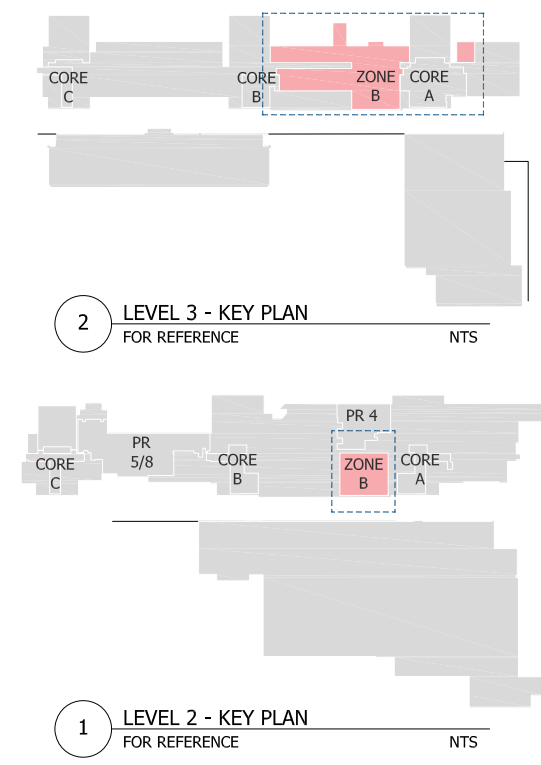 CORE
C
CORE
B
ZONE
B
CORE
A
2
LEVEL 3 - KEY PLAN
FOR REFERENCE NTS
PR 4
PR
5/8
CORE
C
CORE
B
ZONE
B
CORE
A
1
LEVEL 2 - KEY PLAN
FOR REFERENCE NTS